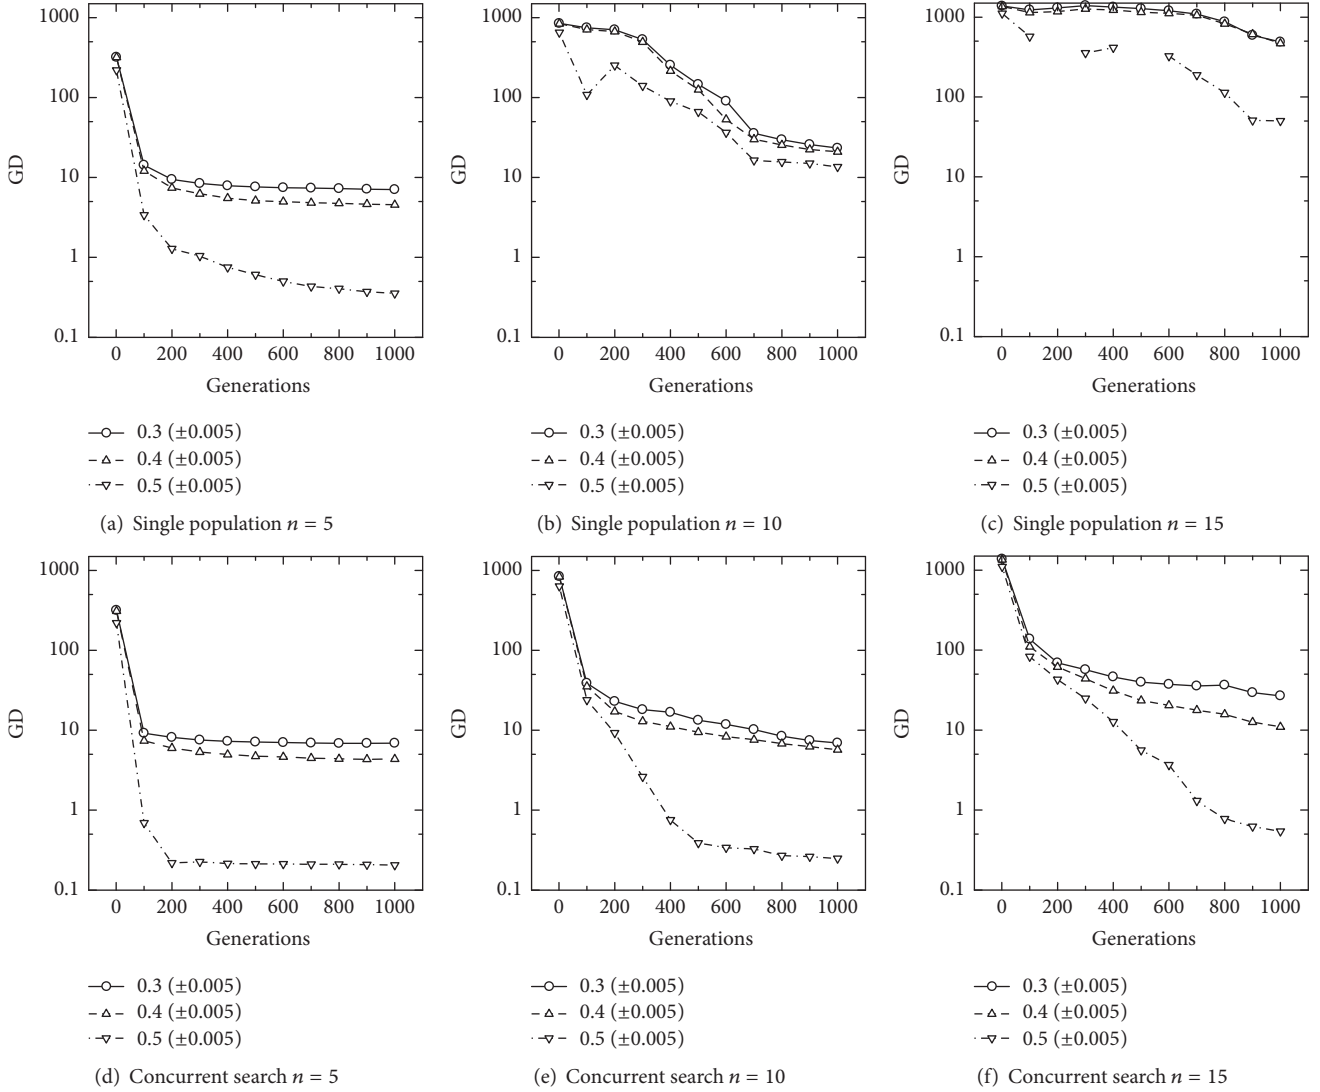 1000
100
10
1
0.1
GD
0 200 400 600 800 1000
Generations
0.3 (±0.005)
0.4 (±0.005)
0.5 (±0.005)
(a) Single population n = 5
1000
100
10
1
0.1
GD
0 200 400 600 800 1000
Generations
0.3 (±0.005)
0.4 (±0.005)
0.5 (±0.005)
(b) Single population n = 10
1000
100
10
1
0.1
GD
0 200 400 600 800 1000
Generations
0.3 (±0.005)
0.4 (±0.005)
0.5 (±0.005)
(c) Single population n = 15
1000
100
10
1
0.1
GD
0 200 400 600 800 1000
Generations
0.3 (±0.005)
0.4 (±0.005)
0.5 (±0.005)
(d) Concurrent search n = 5
1000
100
10
1
0.1
GD
0 200 400 600 800 1000
Generations
0.3 (±0.005)
0.4 (±0.005)
0.5 (±0.005)
(e) Concurrent search n = 10
1000
100
10
1
0.1
GD
0 200 400 600 800 1000
Generations
0.3 (±0.005)
0.4 (±0.005)
0.5 (±0.005)
(f) Concurrent search n = 15